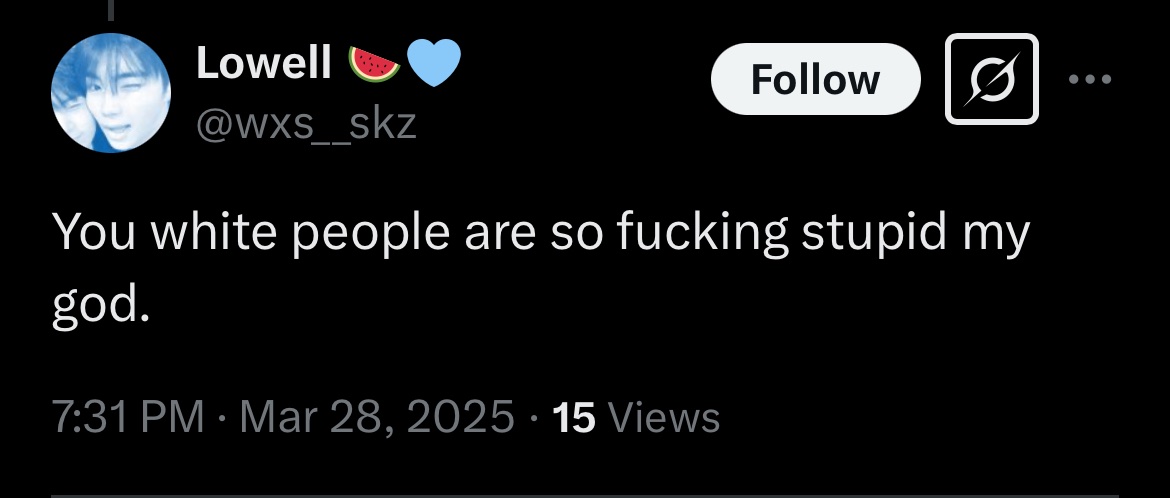 Lowell 🍉🩵
@wxs__skz
Follow
You white people are so fucking stupid my
god.
7:31 PM · Mar 28, 2025 · 15 Views